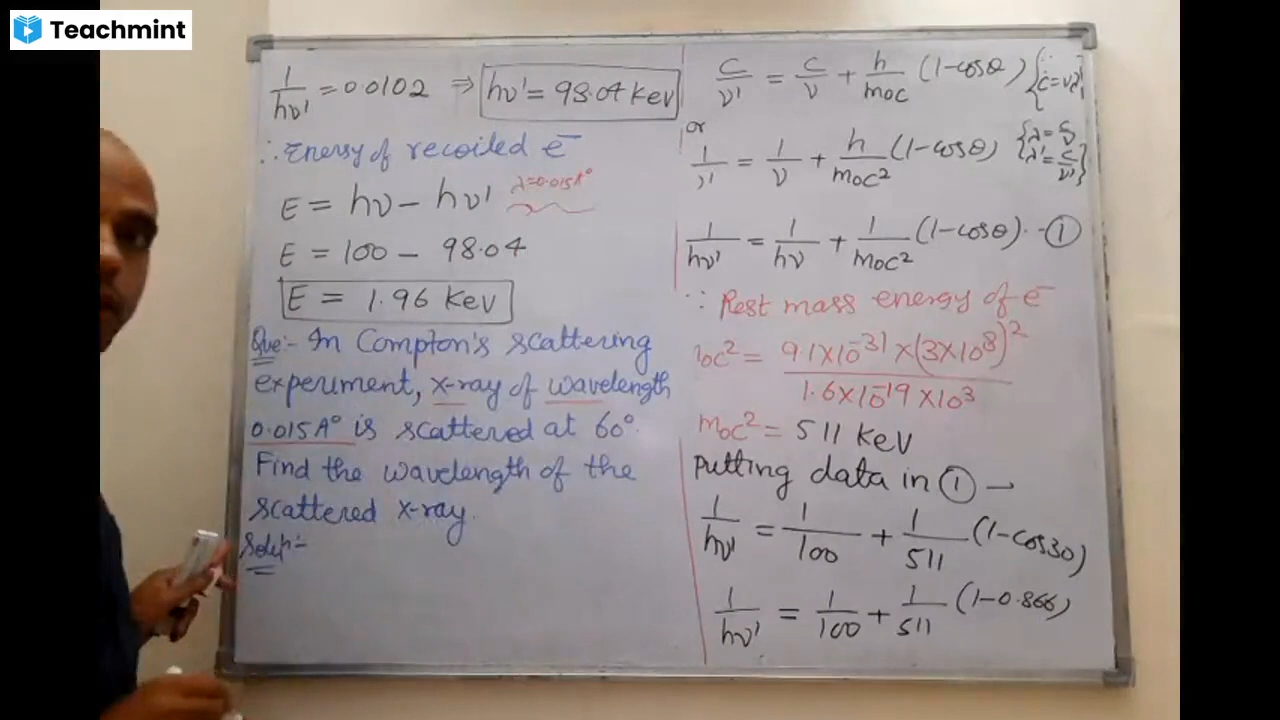 Teachmint
1/hν' = 0.0102 ⇒ hν' = 98.04 KeV
∴ Energy of recoiled e⁻
E = hν − hν' λ=0.015A°
E = 100 − 98.04
E = 1.96 KeV
Que:- In Compton's scattering
experiment, x-ray of wavelength
0.015A° is scattered at 60°.
Find the wavelength of the
scattered x-ray.
Soln:-
c/ν' = c/ν + h/m₀c (1−cosθ) {∵ c=νλ}
or
1/ν' = 1/ν + h/m₀c² (1−cosθ) {λ=c/ν λ'=c/ν'}
1/hν' = 1/hν + 1/m₀c² (1−cosθ) -- ①
∵ Rest mass energy of e⁻
m₀c² = 9.1×10⁻³¹ × (3×10⁸)² / 1.6×10⁻¹⁹×10³
m₀c² = 511 KeV
Putting data in ① —
1/hν' = 1/100 + 1/511 (1−cos30)
1/hν' = 1/100 + 1/511 (1−0.866)